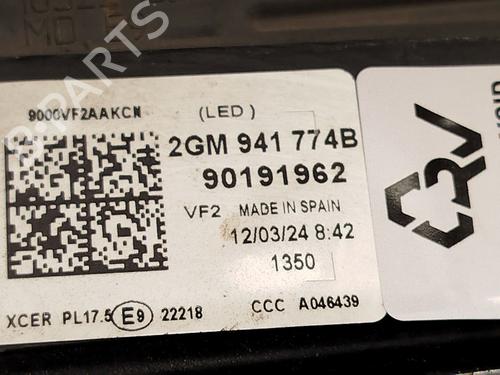 9000VF2AAKCN
(LED)
2GM 941 774B
90191962
VF2 MADE IN SPAIN
12/03/24 8:42
1350
XCER PL17.5 E9 22218 CCC A046439
CRV